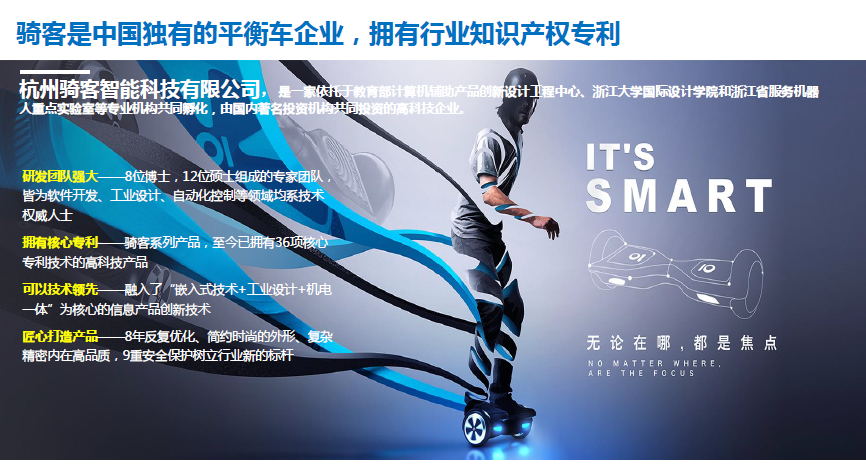 骑客是中国独有的平衡车企业，拥有行业知识产权专利
杭州骑客智能科技有限公司，是一家依托于教育部计算机辅助产品创新设计工程中心、浙江大学国际设计学院和浙江省服务机器
人重点实验室等专业机构共同孵化，由国内著名投资机构共同投资的高科技企业。
研发团队强大——8位博士，12位硕士组成的专家团队，
皆为软件开发、工业设计、自动化控制等领域均系技术
权威人士
拥有核心专利——骑客系列产品，至今已拥有36项核心
专利技术的高科技产品
可以技术领先——融入了“嵌入式技术+工业设计+机电
一体”为核心的信息产品创新技术
匠心打造产品——8年反复优化、简约时尚的外形、复杂
精密内在高品质，9重安全保护树立行业新的标杆
IT'S
SMART
无论在哪,都是焦点
NO MATTER WHERE,
ARE THE FOCUS